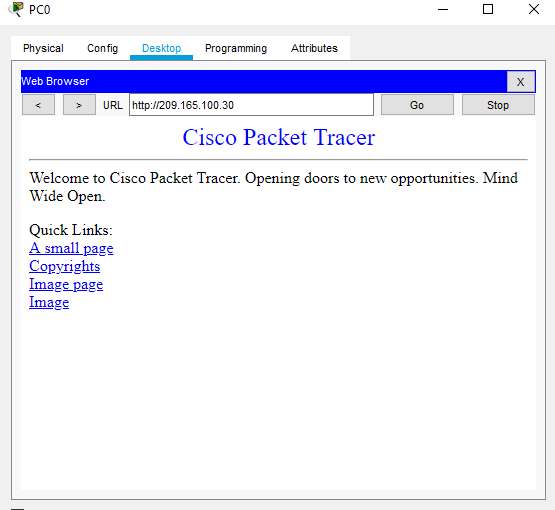 PC0
Physical Config Desktop Programming Attributes
Web Browser X
< > URL http://209.165.100.30 Go Stop
Cisco Packet Tracer
Welcome to Cisco Packet Tracer. Opening doors to new opportunities. Mind
Wide Open.
Quick Links:
A small page
Copyrights
Image page
Image